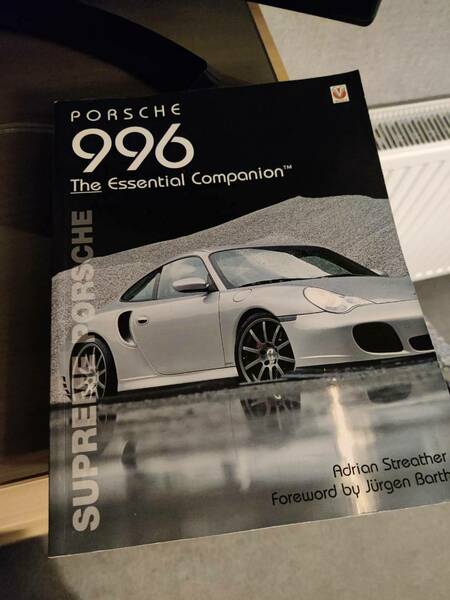 PORSCHE
996
The Essential Companion™
SUPREME PORSCHE
Adrian Streather
Foreword by Jürgen Barth